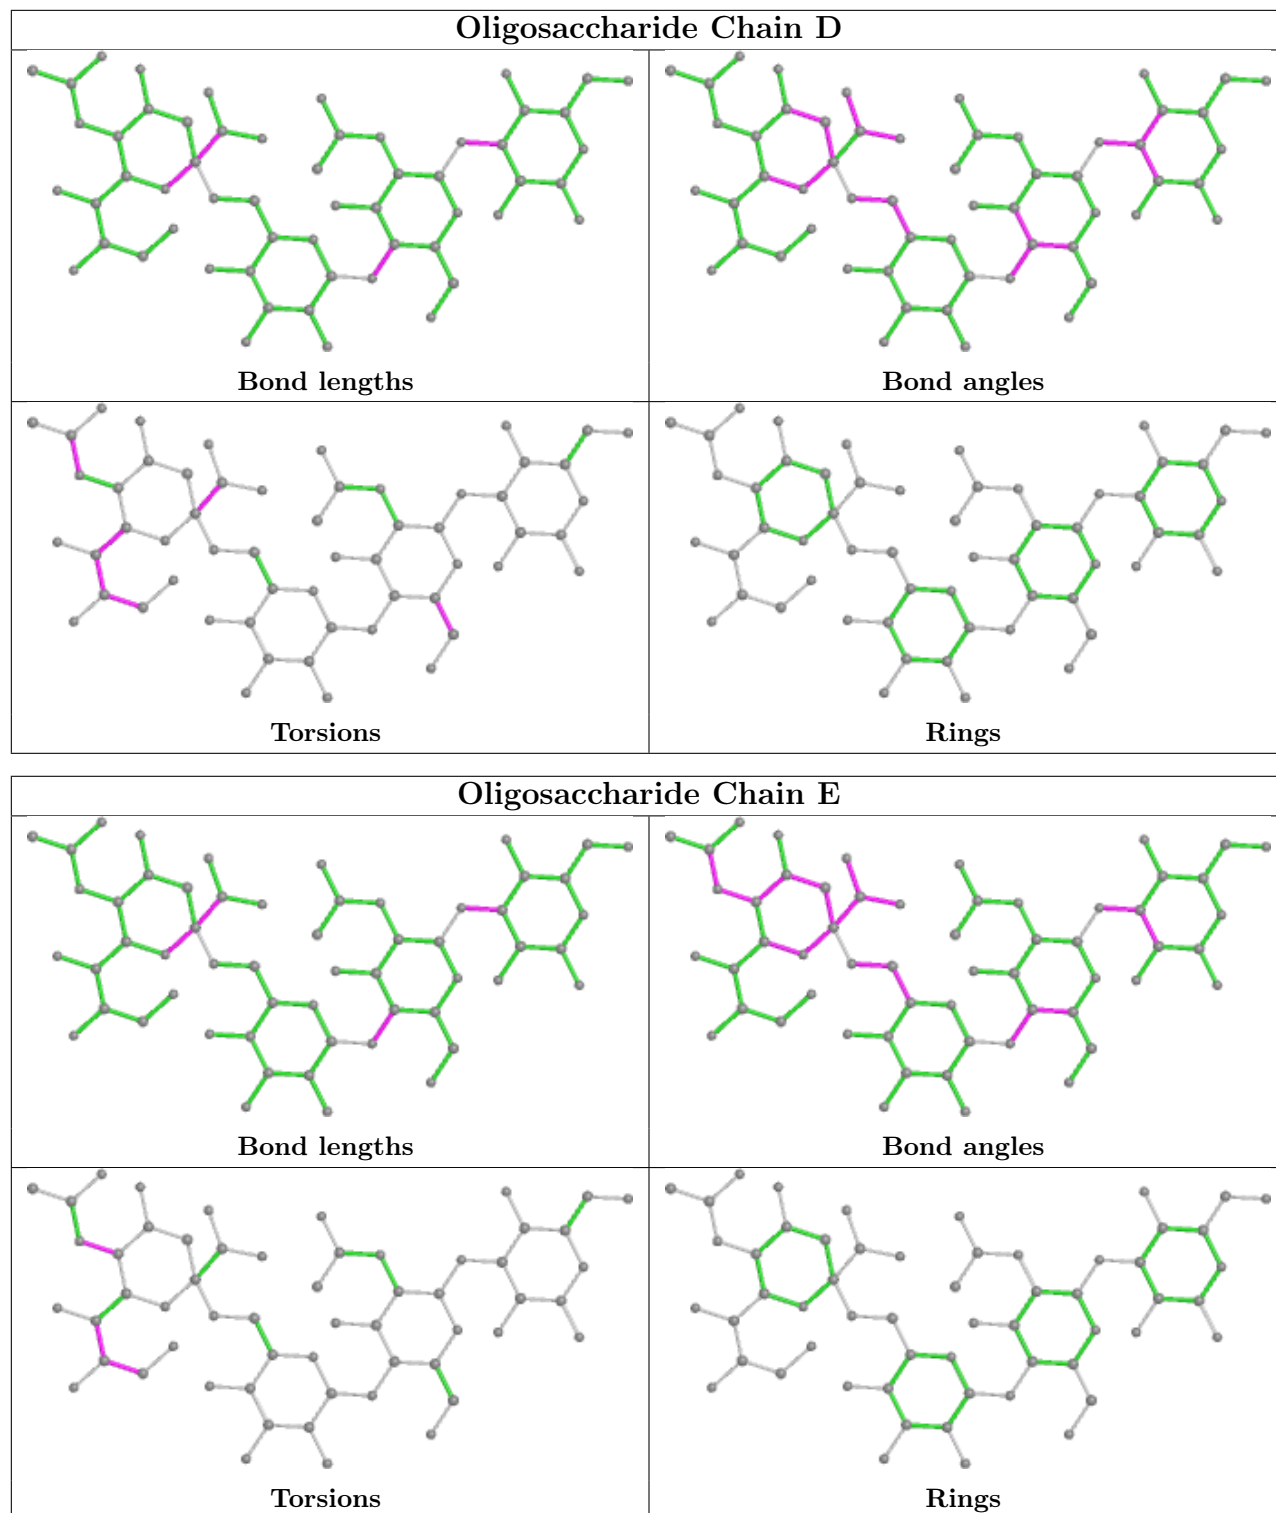 Oligosaccharide Chain D
Bond lengths
Bond angles
Torsions
Rings
Oligosaccharide Chain E
Bond lengths
Bond angles
Torsions
Rings